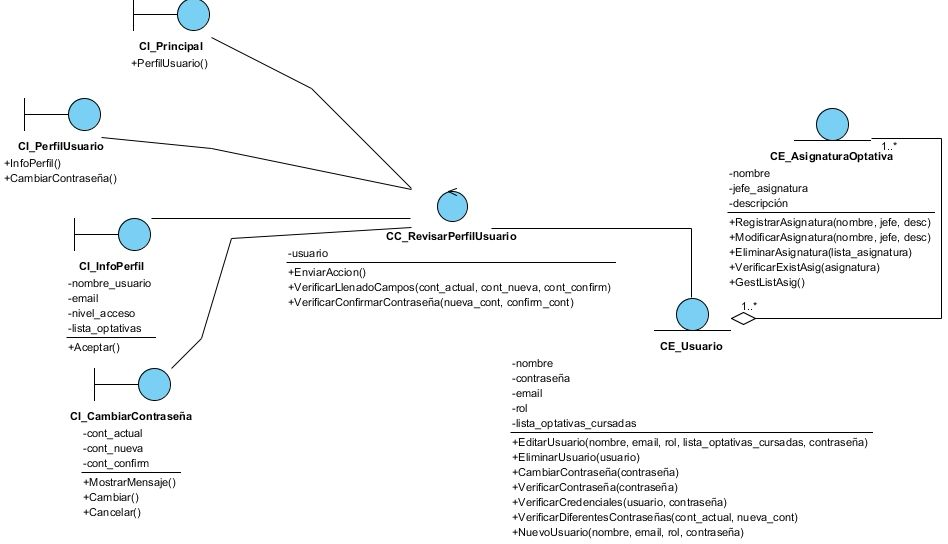 CI_Principal
+PerfilUsuario()
CI_PerfilUsuario
+InfoPerfil()
+CambiarContraseña()
CI_InfoPerfil
-nombre_usuario
-email
-nivel_acceso
-lista_optativas
+Aceptar()
CI_CambiarContraseña
-cont_actual
-cont_nueva
-cont_confirm
+MostrarMensaje()
+Cambiar()
+Cancelar()
CC_RevisarPerfilUsuario
-usuario
+EnviarAccion()
+VerificarLlenadoCampos(cont_actual, cont_nueva, cont_confirm)
+VerificarConfirmarContraseña(nueva_cont, confirm_cont)
1..*
CE_AsignaturaOptativa
-nombre
-jefe_asignatura
-descripción
+RegistrarAsignatura(nombre, jefe, desc)
+ModificarAsignatura(nombre, jefe, desc)
+EliminarAsignatura(lista_asignatura)
+VerificarExistAsig(asignatura)
+GestListAsig()
1..*
CE_Usuario
-nombre
-contraseña
-email
-rol
-lista_optativas_cursadas
+EditarUsuario(nombre, email, rol, lista_optativas_cursadas, contraseña)
+EliminarUsuario(usuario)
+CambiarContraseña(contraseña)
+VerificarContraseña(contraseña)
+VerificarCredenciales(usuario, contraseña)
+VerificarDiferentesContraseñas(cont_actual, nueva_cont)
+NuevoUsuario(nombre, email, rol, contraseña)